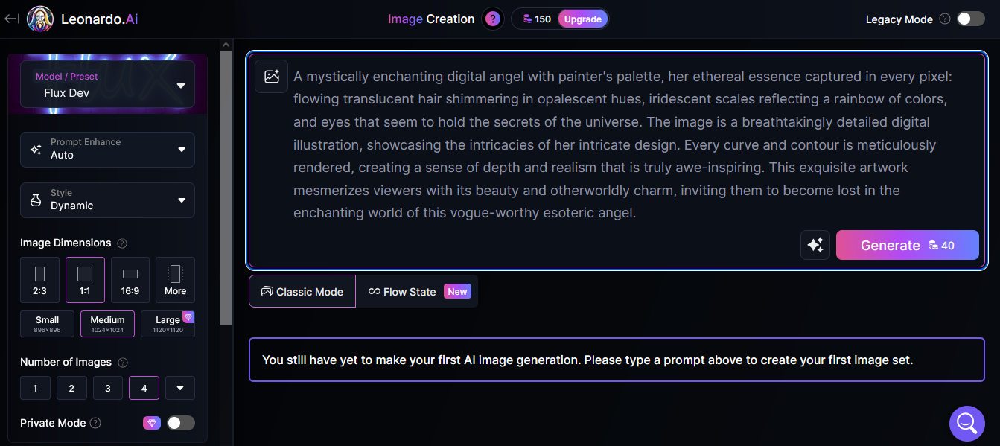 Leonardo.Ai
Image Creation
?
150
Upgrade
Legacy Mode ?
Model / Preset
Flux Dev
Prompt Enhance
Auto
Style
Dynamic
Image Dimensions ?
2:3
1:1
16:9
More
Small
896×896
Medium
1024×1024
Large
1120×1120
Number of Images ?
1
2
3
4
Private Mode ?
A mystically enchanting digital angel with painter's palette, her ethereal essence captured in every pixel:
flowing translucent hair shimmering in opalescent hues, iridescent scales reflecting a rainbow of colors,
and eyes that seem to hold the secrets of the universe. The image is a breathtakingly detailed digital
illustration, showcasing the intricacies of her intricate design. Every curve and contour is meticulously
rendered, creating a sense of depth and realism that is truly awe-inspiring. This exquisite artwork
mesmerizes viewers with its beauty and otherworldly charm, inviting them to become lost in the
enchanting world of this vogue-worthy esoteric angel.
Generate 40
Classic Mode
Flow State New
You still have yet to make your first AI image generation. Please type a prompt above to create your first image set.